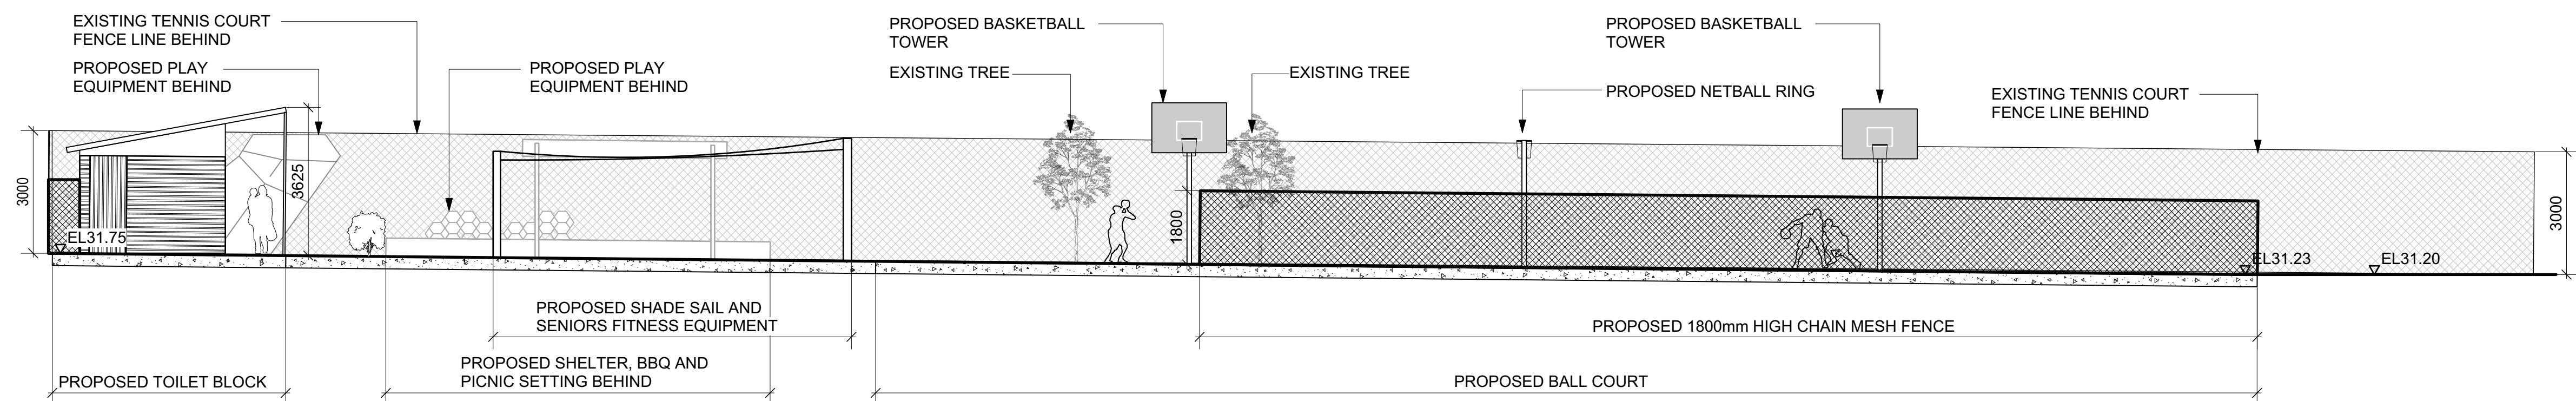 EXISTING TENNIS COURT
FENCE LINE BEHIND
PROPOSED PLAY
EQUIPMENT BEHIND
PROPOSED PLAY
EQUIPMENT BEHIND
PROPOSED BASKETBALL
TOWER
EXISTING TREE
EXISTING TREE
PROPOSED BASKETBALL
TOWER
PROPOSED NETBALL RING
EXISTING TENNIS COURT
FENCE LINE BEHIND
3000
3625
1800
3000
EL31.75
EL31.23
EL31.20
PROPOSED SHADE SAIL AND
SENIORS FITNESS EQUIPMENT
PROPOSED 1800mm HIGH CHAIN MESH FENCE
PROPOSED SHELTER, BBQ AND
PICNIC SETTING BEHIND
PROPOSED TOILET BLOCK
PROPOSED BALL COURT